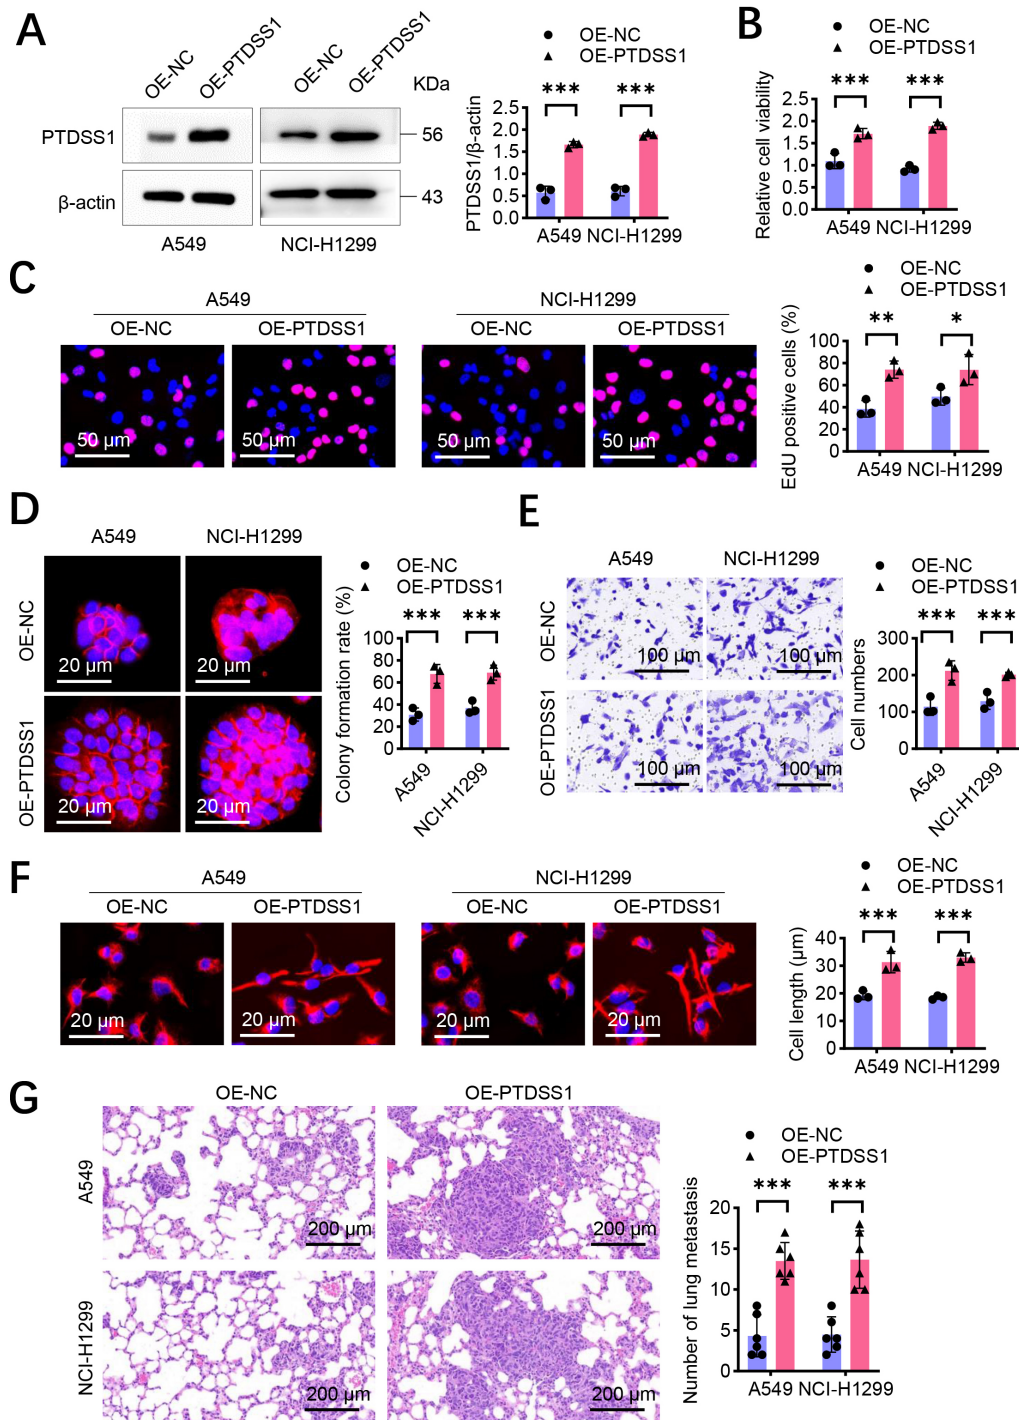 A
OE-NC
OE-PTDSS1
OE-NC
OE-PTDSS1
KDa
PTDSS1
56
β-actin
43
A549
NCI-H1299
OE-NC
OE-PTDSS1
***
***
PTDSS1/β-actin
2.5
2.0
1.5
1.0
0.5
0.0
A549 NCI-H1299
B
OE-NC
OE-PTDSS1
***
***
Relative cell viability
2.5
2.0
1.5
1.0
0.5
0.0
A549 NCI-H1299
C
A549
NCI-H1299
OE-NC
OE-PTDSS1
OE-NC
OE-PTDSS1
50 μm
50 μm
50 μm
50 μm
OE-NC
OE-PTDSS1
**
*
EdU positive cells (%)
100
80
60
40
20
0
A549 NCI-H1299
D
A549
NCI-H1299
OE-NC
20 μm
20 μm
OE-PTDSS1
20 μm
20 μm
OE-NC
OE-PTDSS1
***
***
Colony formation rate (%)
100
80
60
40
20
0
A549
NCI-H1299
E
A549
NCI-H1299
OE-NC
100 μm
100 μm
OE-PTDSS1
100 μm
100 μm
OE-NC
OE-PTDSS1
***
***
Cell numbers
300
200
100
0
A549
NCI-H1299
F
A549
NCI-H1299
OE-NC
OE-PTDSS1
OE-NC
OE-PTDSS1
20 μm
20 μm
20 μm
20 μm
OE-NC
OE-PTDSS1
***
***
Cell length (μm)
40
30
20
10
0
A549 NCI-H1299
G
OE-NC
OE-PTDSS1
A549
200 μm
200 μm
NCI-H1299
200 μm
200 μm
OE-NC
OE-PTDSS1
***
***
Number of lung metastasis
20
15
10
5
0
A549 NCI-H1299